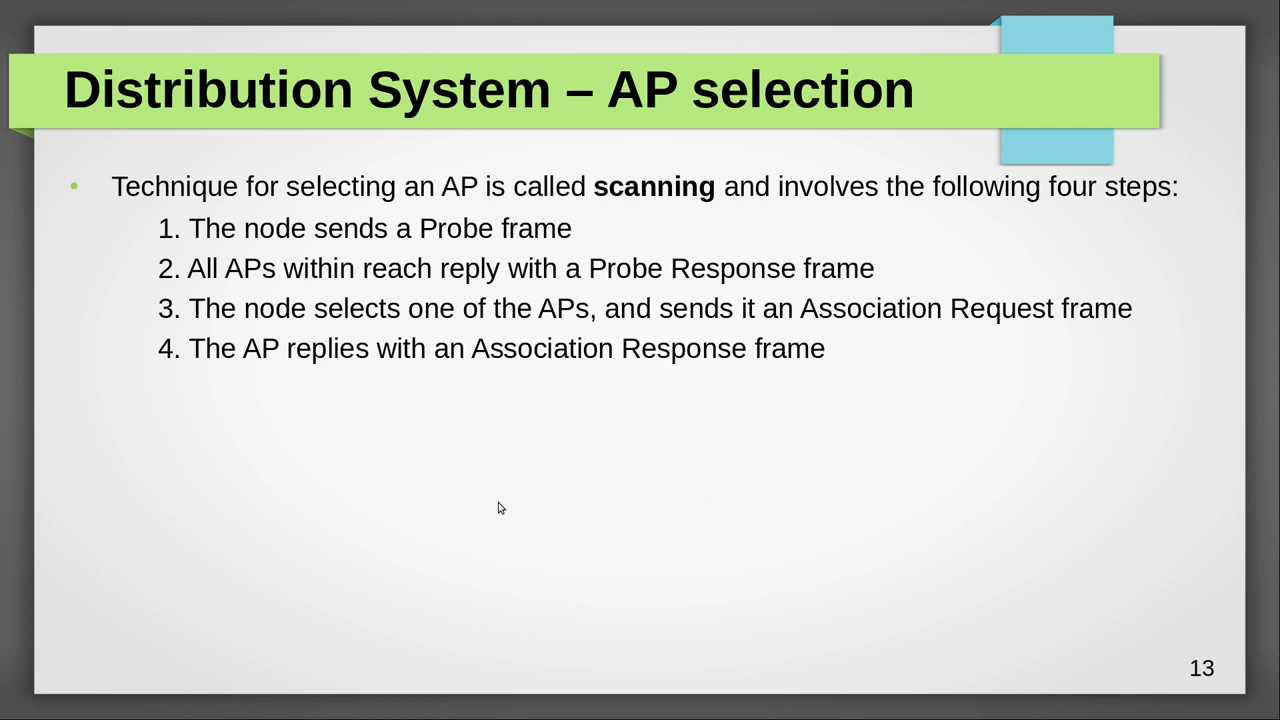 Distribution System – AP selection
• Technique for selecting an AP is called scanning and involves the following four steps:
1. The node sends a Probe frame
2. All APs within reach reply with a Probe Response frame
3. The node selects one of the APs, and sends it an Association Request frame
4. The AP replies with an Association Response frame
13